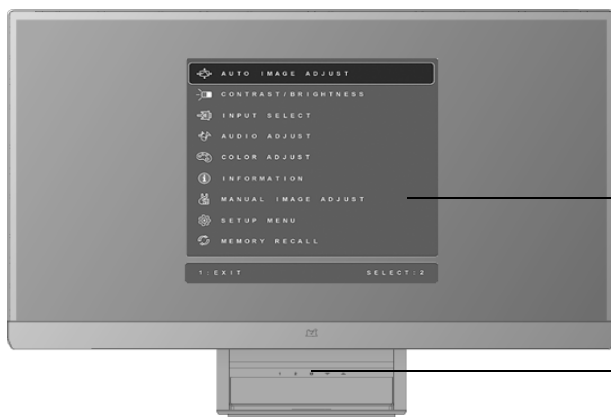 AUTO IMAGE ADJUST
CONTRAST/BRIGHTNESS
INPUT SELECT
AUDIO ADJUST
COLOR ADJUST
INFORMATION
MANUAL IMAGE ADJUST
SETUP MENU
MEMORY RECALL
1:EXIT SELECT:2